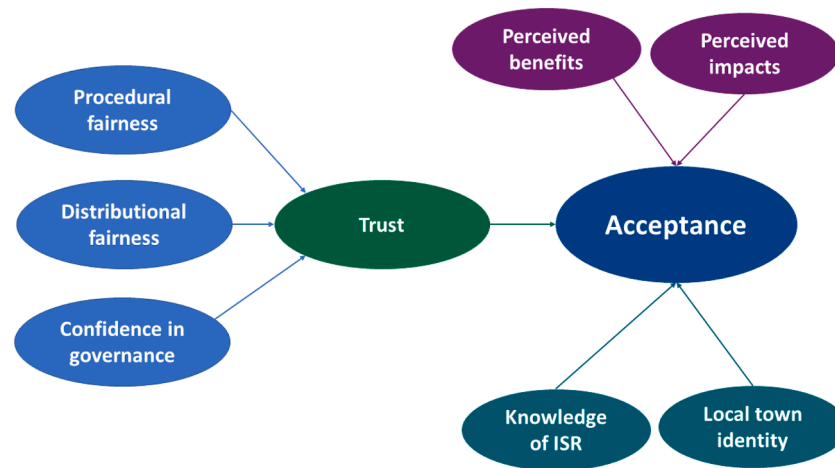 Perceived
benefits
Perceived
impacts
Procedural
fairness
Distributional
fairness
Trust
Acceptance
Confidence in
governance
Knowledge
of ISR
Local town
identity